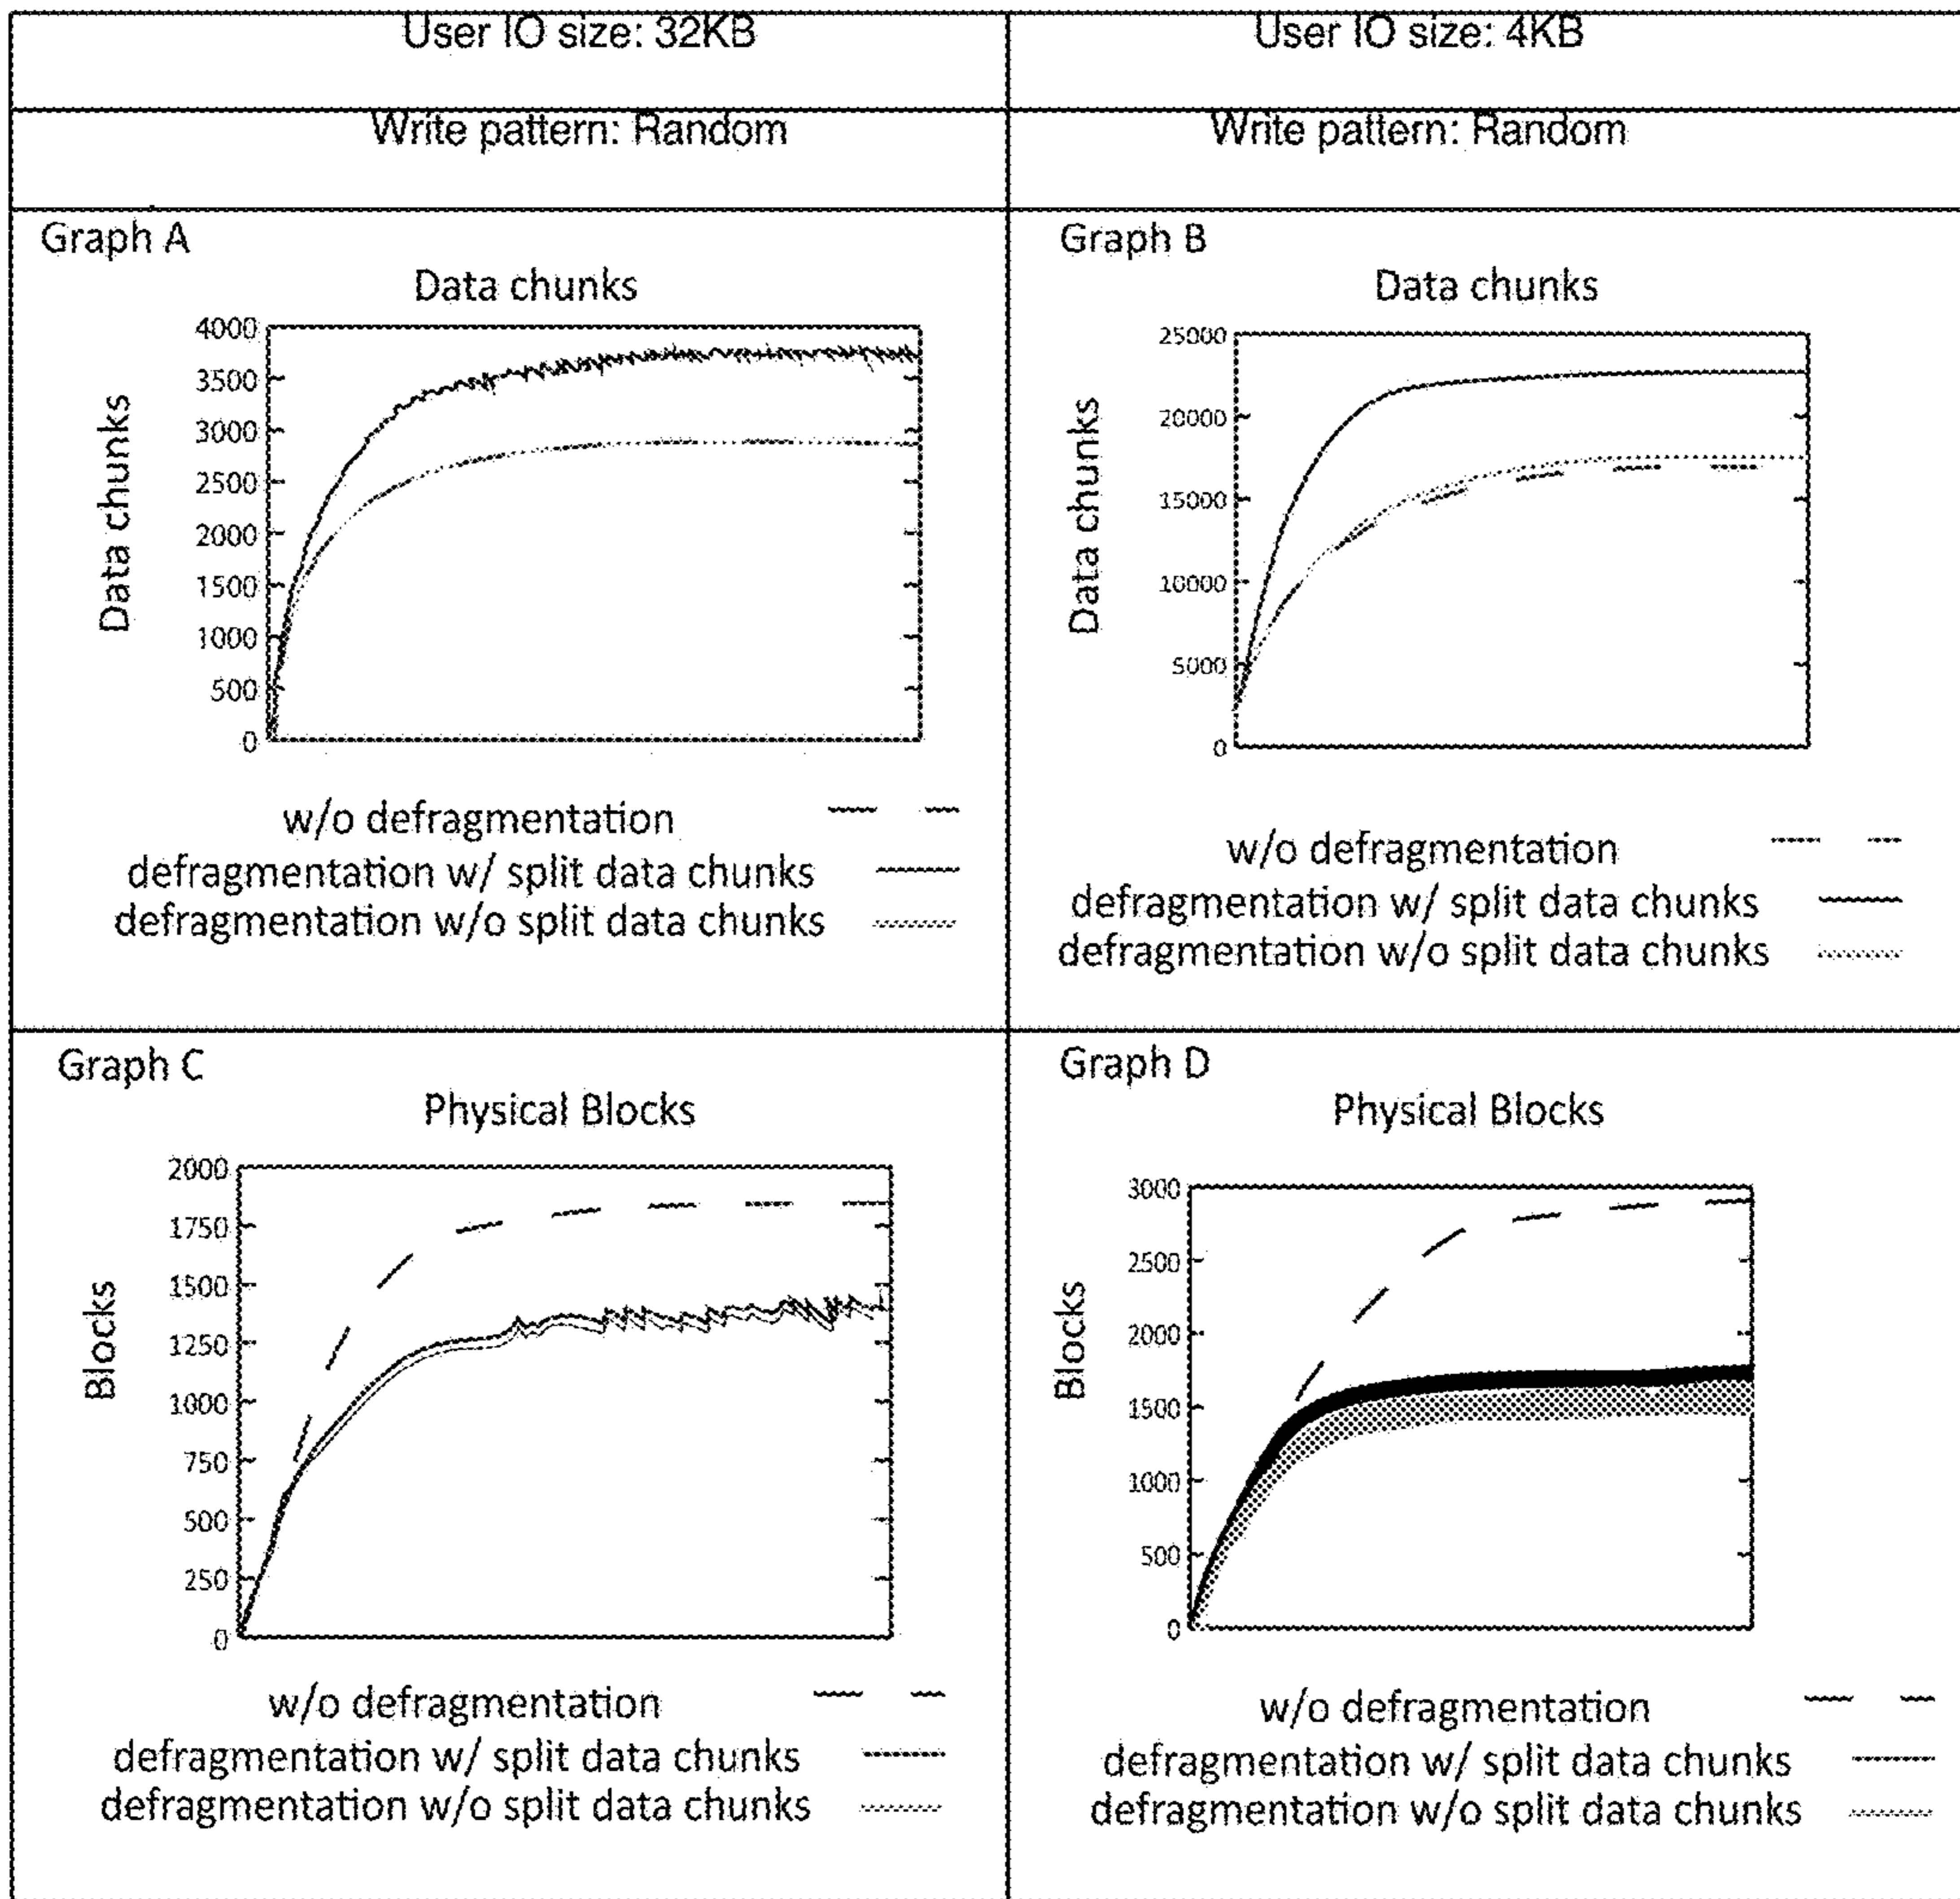 User IO size: 32KB
User IO size: 4KB
Write pattern: Random
Write pattern: Random
Graph A
Data chunks
Data chunks
4000
3500
3000
2500
2000
1500
1000
500
0
w/o defragmentation
defragmentation w/ split data chunks
defragmentation w/o split data chunks
Graph B
Data chunks
Data chunks
25000
20000
15000
10000
5000
0
w/o defragmentation
defragmentation w/ split data chunks
defragmentation w/o split data chunks
Graph C
Physical Blocks
Blocks
2000
1750
1500
1250
1000
750
500
250
0
w/o defragmentation
defragmentation w/ split data chunks
defragmentation w/o split data chunks
Graph D
Physical Blocks
Blocks
3000
2500
2000
1500
1000
500
0
w/o defragmentation
defragmentation w/ split data chunks
defragmentation w/o split data chunks